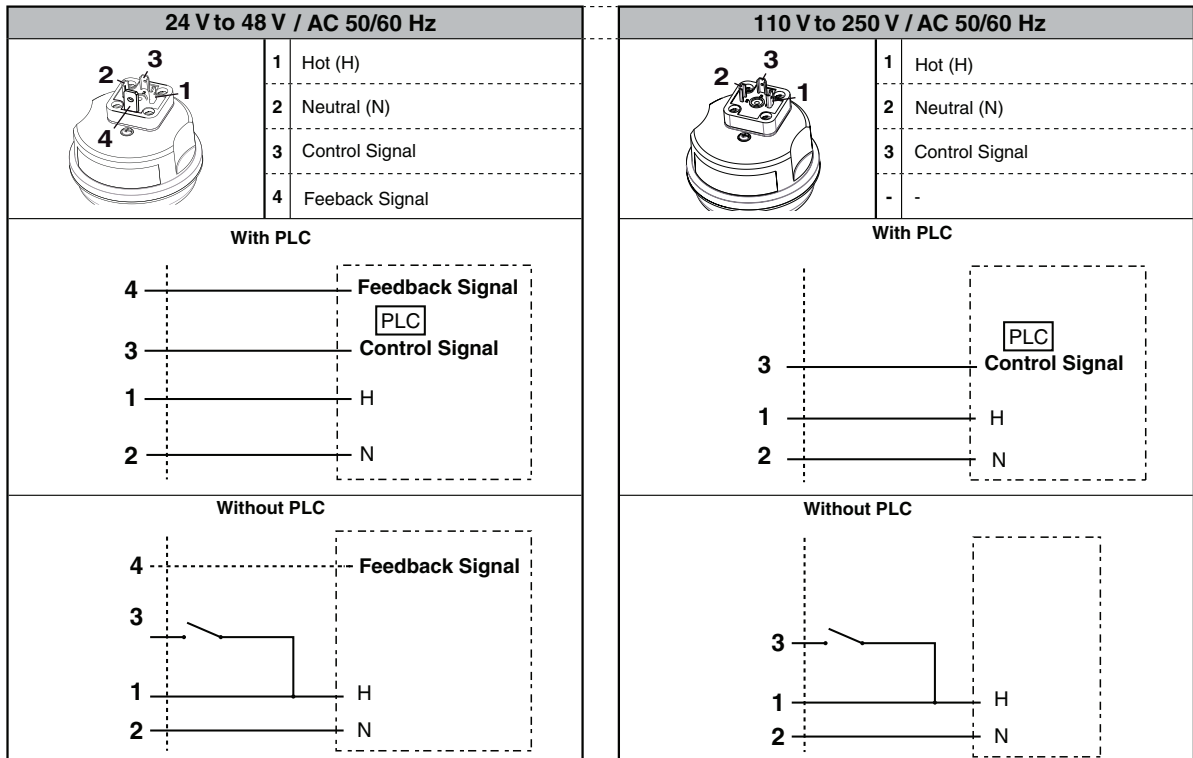 24 V to 48 V / AC 50/60 Hz
3
2
1
4
1 Hot (H)
2 Neutral (N)
3 Control Signal
4 Feeback Signal
With PLC
4 Feedback Signal
PLC
3 Control Signal
1 H
2 N
Without PLC
4 Feedback Signal
3
1 H
2 N
110 V to 250 V / AC 50/60 Hz
3
2
1
1 Hot (H)
2 Neutral (N)
3 Control Signal
- -
With PLC
PLC
3 Control Signal
1 H
2 N
Without PLC
3
1 H
2 N